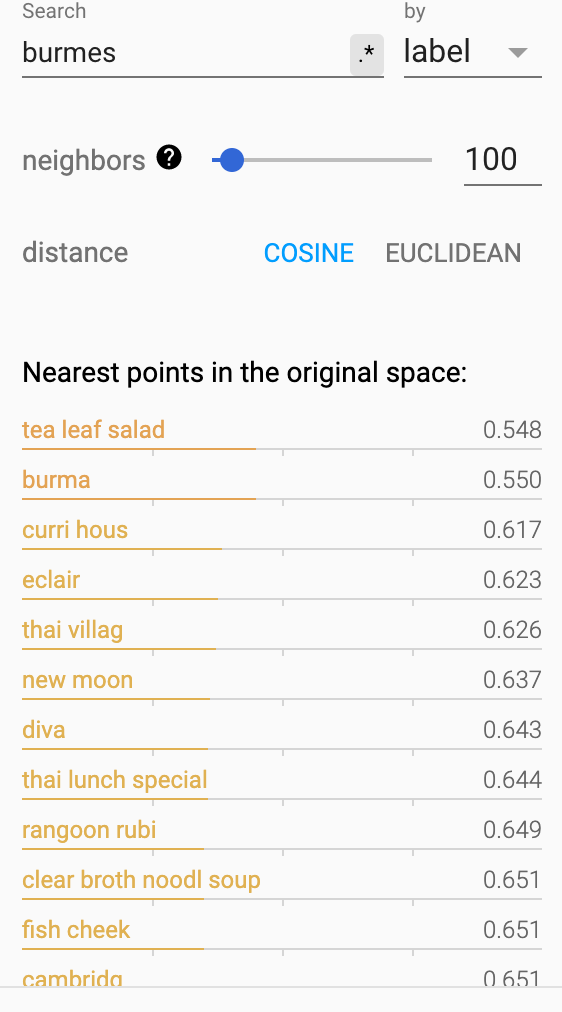 Search by
burmes .* label
neighbors ? 100
distance COSINE EUCLIDEAN
Nearest points in the original space:
tea leaf salad 0.548
burma 0.550
curri hous 0.617
eclair 0.623
thai villag 0.626
new moon 0.637
diva 0.643
thai lunch special 0.644
rangoon rubi 0.649
clear broth noodl soup 0.651
fish cheek 0.651
cambridg 0.651